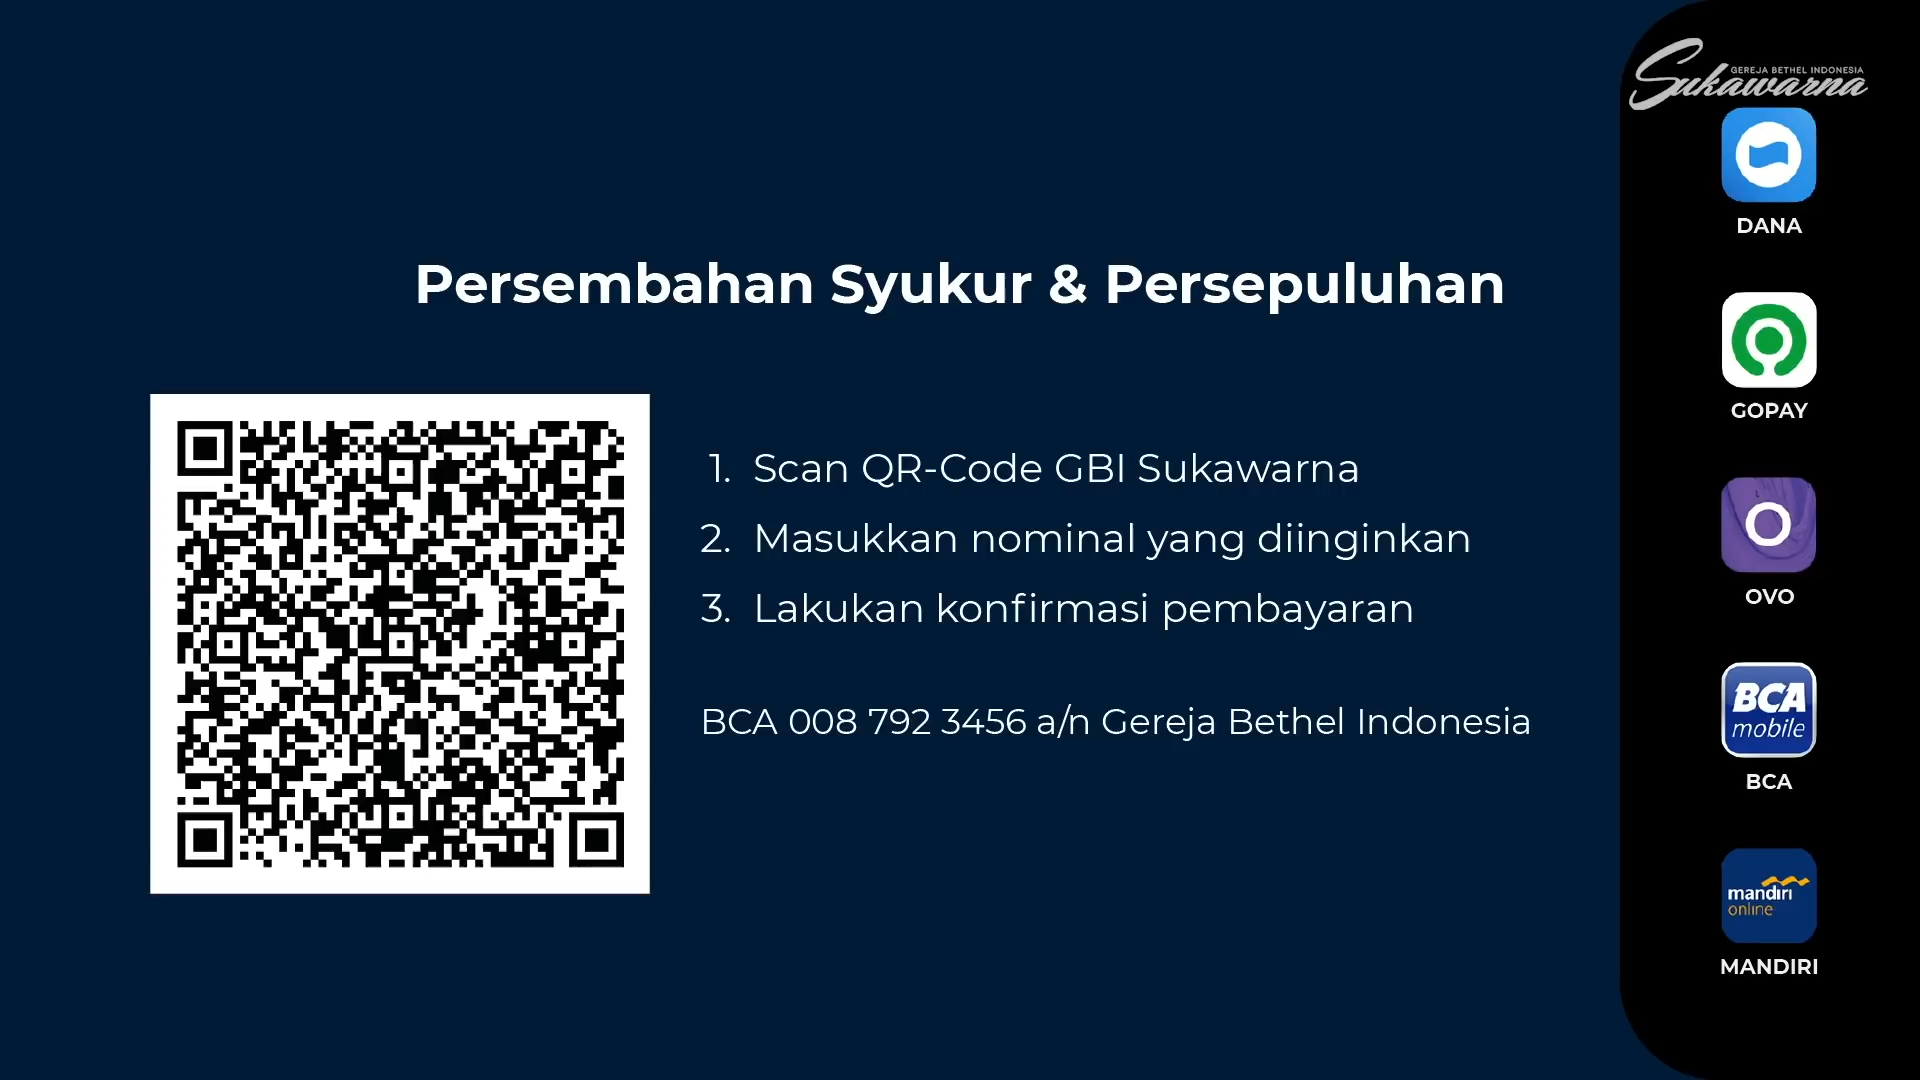 GEREJA BETHEL INDONESIA
Sukawarna
Persembahan Syukur & Persepuluhan
1. Scan QR-Code GBI Sukawarna
2. Masukkan nominal yang diinginkan
3. Lakukan konfirmasi pembayaran
BCA 008 792 3456 a/n Gereja Bethel Indonesia
DANA
GOPAY
OVO
BCA
mobile
BCA
mandiri
online
MANDIRI